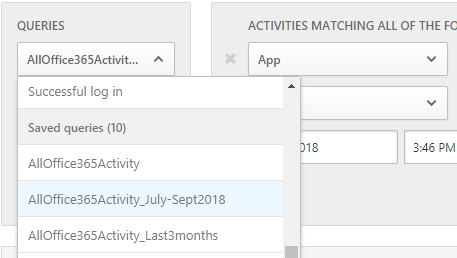 QUERIES
ACTIVITIES MATCHING ALL OF THE FO
AllOffice365Activit...
App
Successful log in
Saved queries (10)
AllOffice365Activity
018
3:46 PM
AllOffice365Activity_July-Sept2018
AllOffice365Activity_Last3months